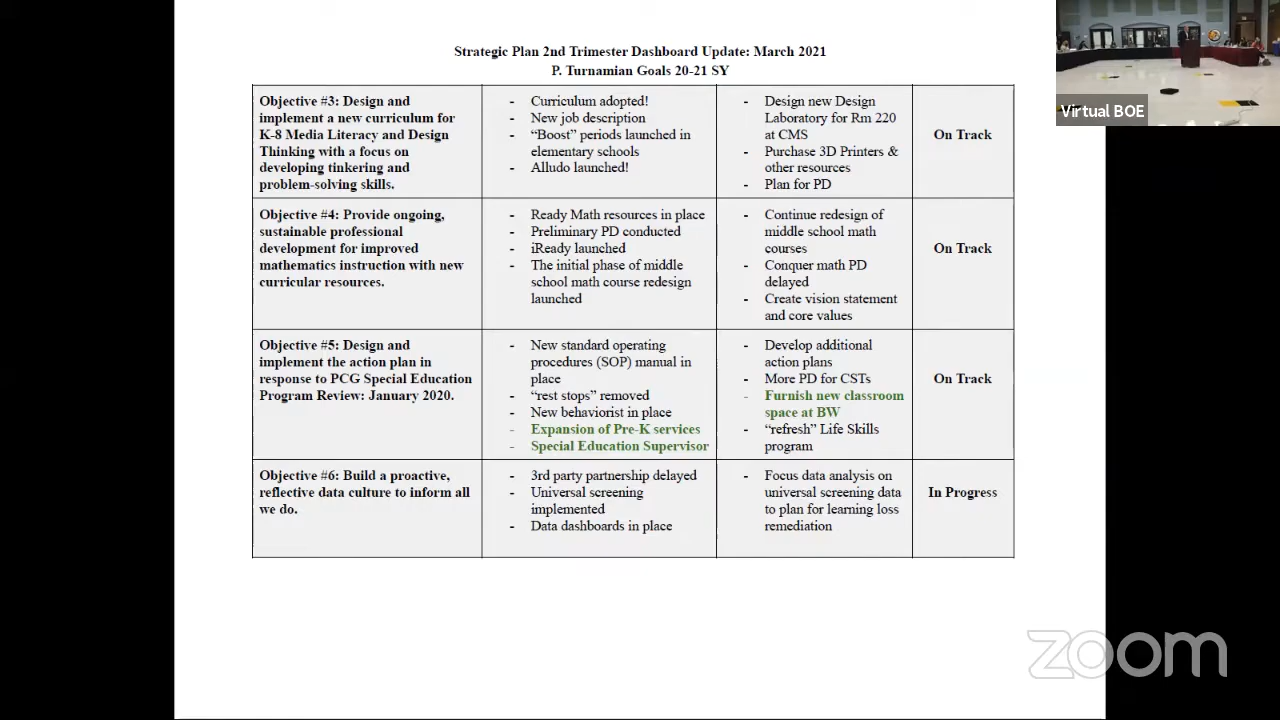 Strategic Plan 2nd Trimester Dashboard Update: March 2021
P. Turnamian Goals 20-21 SY
Virtual BOE
Objective #3: Design and
implement a new curriculum for
K-8 Media Literacy and Design
Thinking with a focus on
developing tinkering and
problem-solving skills.
- Curriculum adopted!
- New job description
- “Boost” periods launched in
elementary schools
- Alludo launched!
- Design new Design
Laboratory for Rm 220
at CMS
- Purchase 3D Printers &
other resources
- Plan for PD
On Track
Objective #4: Provide ongoing,
sustainable professional
development for improved
mathematics instruction with new
curricular resources.
- Ready Math resources in place
- Preliminary PD conducted
- iReady launched
- The initial phase of middle
school math course redesign
launched
- Continue redesign of
middle school math
courses
- Conquer math PD
delayed
- Create vision statement
and core values
On Track
Objective #5: Design and
implement the action plan in
response to PCG Special Education
Program Review: January 2020.
- New standard operating
procedures (SOP) manual in
place
- “rest stops” removed
- New behaviorist in place
- Expansion of Pre-K services
- Special Education Supervisor
- Develop additional
action plans
- More PD for CSTs
- Furnish new classroom
space at BW
- “refresh” Life Skills
program
On Track
Objective #6: Build a proactive,
reflective data culture to inform all
we do.
- 3rd party partnership delayed
- Universal screening
implemented
- Data dashboards in place
- Focus data analysis on
universal screening data
to plan for learning loss
remediation
In Progress
zoom